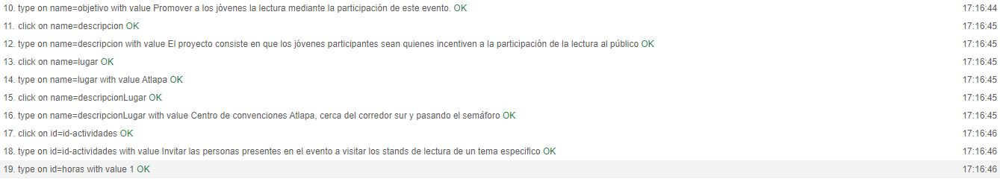 10. type on name=objetivo with value Promover a los jóvenes la lectura mediante la participación de este evento. OK 17:16:44
11. click on name=descripcion OK 17:16:45
12. type on name=descripcion with value El proyecto consiste en que los jóvenes participantes sean quienes incentiven a la participación de la lectura al público OK 17:16:45
13. click on name=lugar OK 17:16:45
14. type on name=lugar with value Atlapa OK 17:16:45
15. click on name=descripcionLugar OK 17:16:45
16. type on name=descripcionLugar with value Centro de convenciones Atlapa, cerca del corredor sur y pasando el semáforo OK 17:16:45
17. click on id=id-actividades OK 17:16:46
18. type on id=id-actividades with value Invitar las personas presentes en el evento a visitar los stands de lectura de un tema especifico OK 17:16:46
19. type on id=horas with value 1 OK 17:16:46